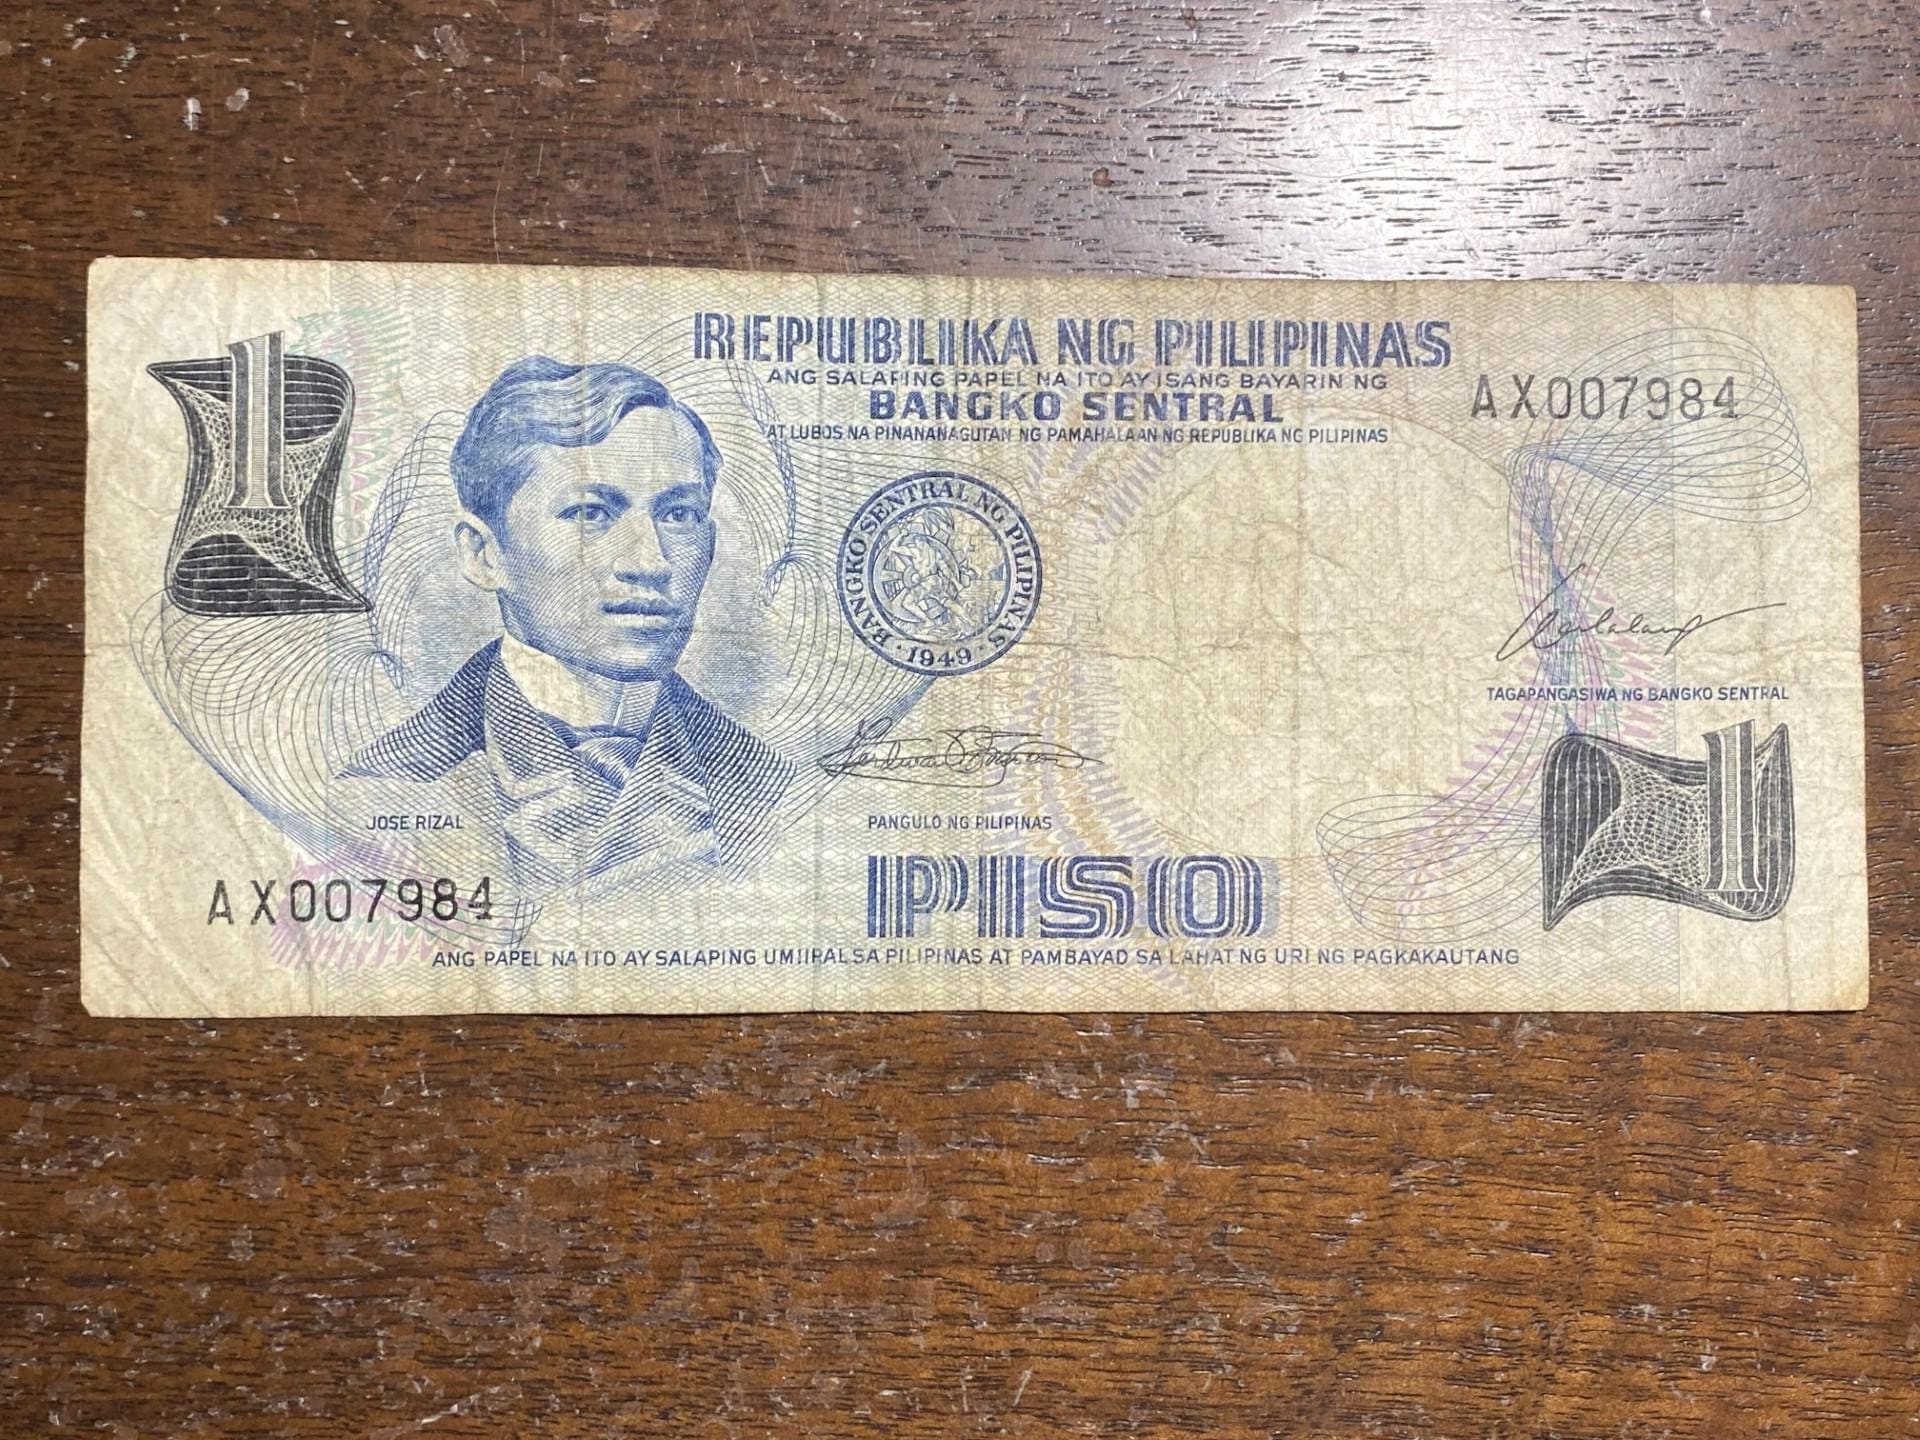 REPUBLIKA NG PILIPINAS
ANG SALAPING PAPEL NA ITO AY ISANG BAYARIN NG
BANGKO SENTRAL
AT LUBOS NA PINANANAGUTAN NG PAMAHALAAN NG REPUBLIKA NG PILIPINAS
1
AX007984
BANGKO SENTRAL NG PILIPINAS
1949
TAGAPANGASIWA NG BANGKO SENTRAL
JOSE RIZAL
PANGULO NG PILIPINAS
1
AX007984
PISO
ANG PAPEL NA ITO AY SALAPING UMIIRAL SA PILIPINAS AT PAMBAYAD SA LAHAT NG URI NG PAGKAKAUTANG